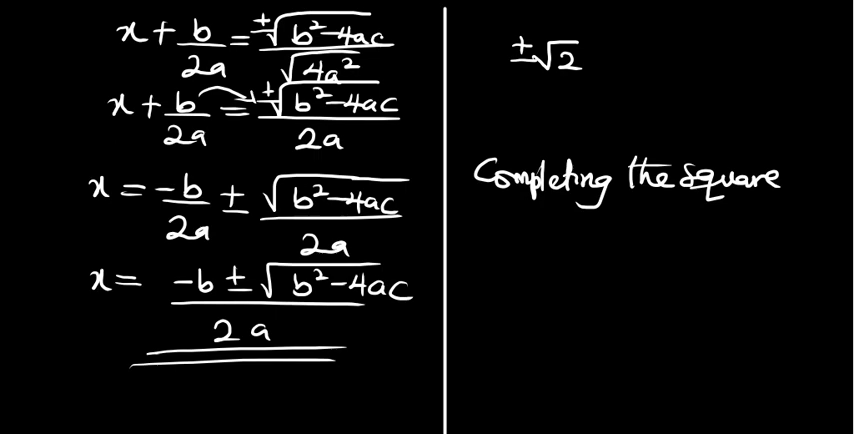 x + b/2a = ±√(b²-4ac)/√(4a²)
x + b/2a = ±√(b²-4ac)/2a
x = -b/2a ± √(b²-4ac)/2a
x = (-b ± √(b²-4ac))/2a
±√2
Completing the square